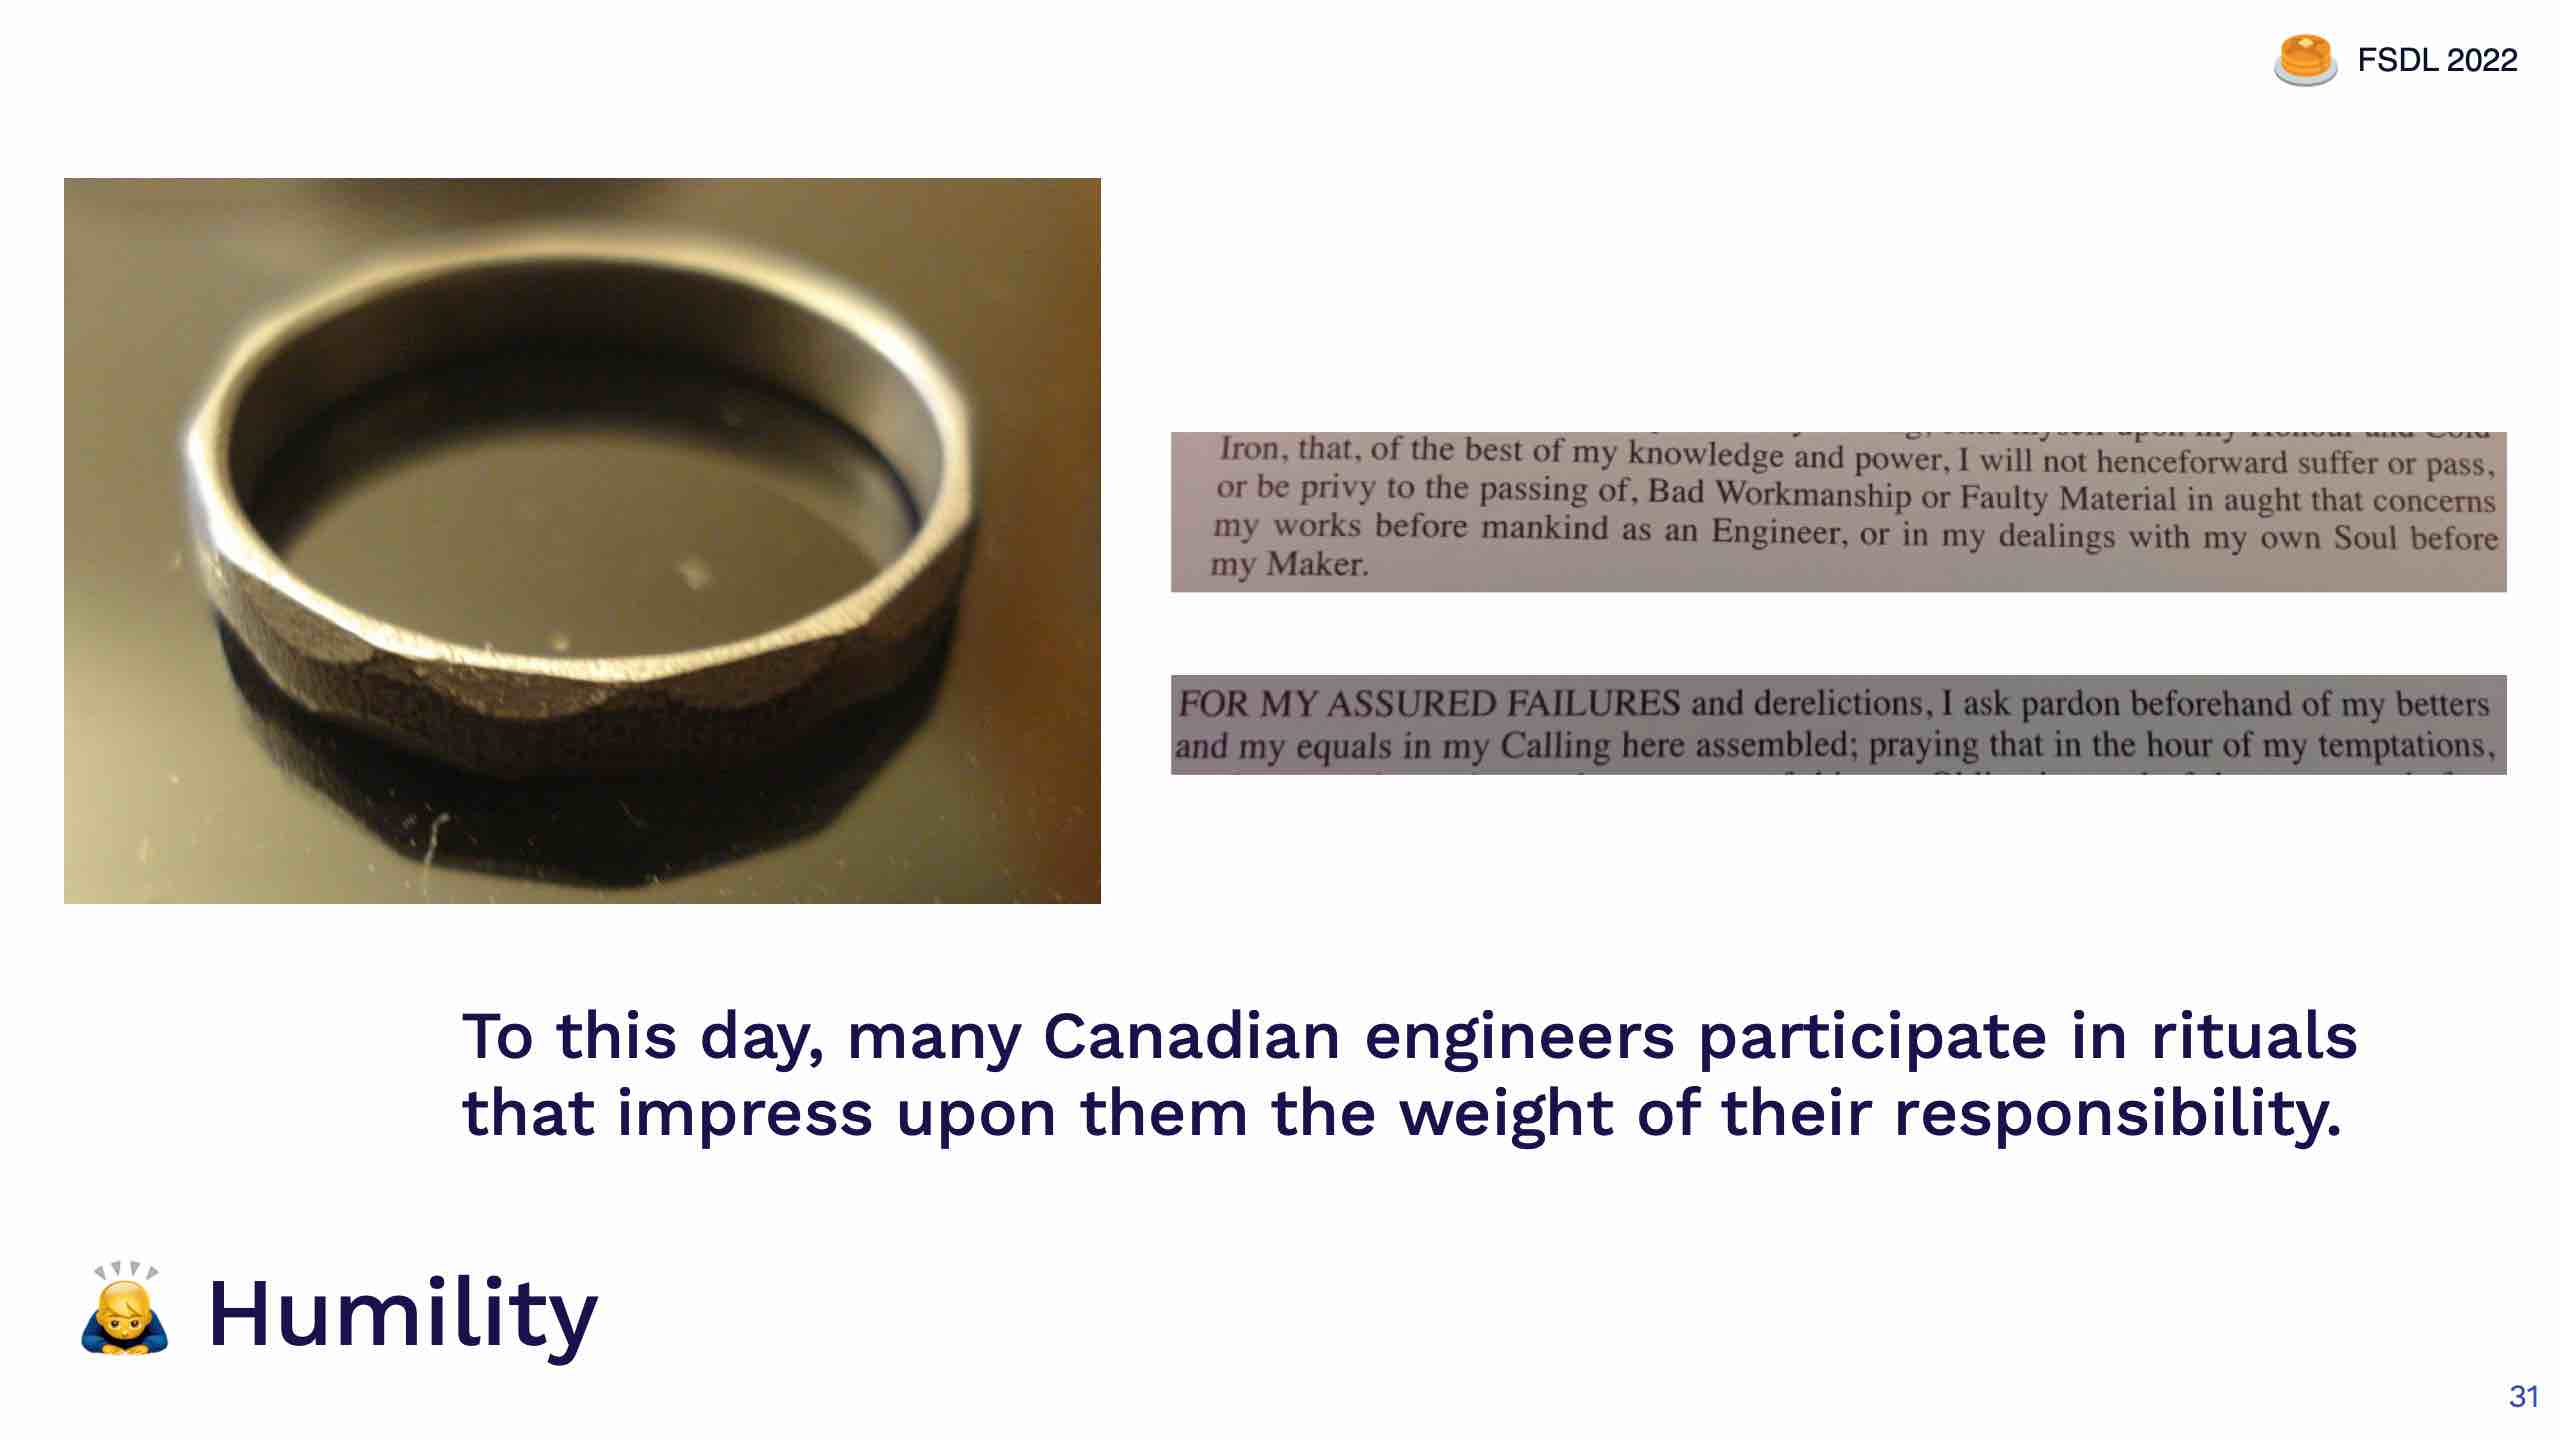 FSDL 2022
Iron, that, of the best of my knowledge and power, I will not henceforward suffer or pass,
or be privy to the passing of, Bad Workmanship or Faulty Material in aught that concerns
my works before mankind as an Engineer, or in my dealings with my own Soul before
my Maker.
FOR MY ASSURED FAILURES and derelictions, I ask pardon beforehand of my betters
and my equals in my Calling here assembled; praying that in the hour of my temptations,
To this day, many Canadian engineers participate in rituals
that impress upon them the weight of their responsibility.
Humility
31